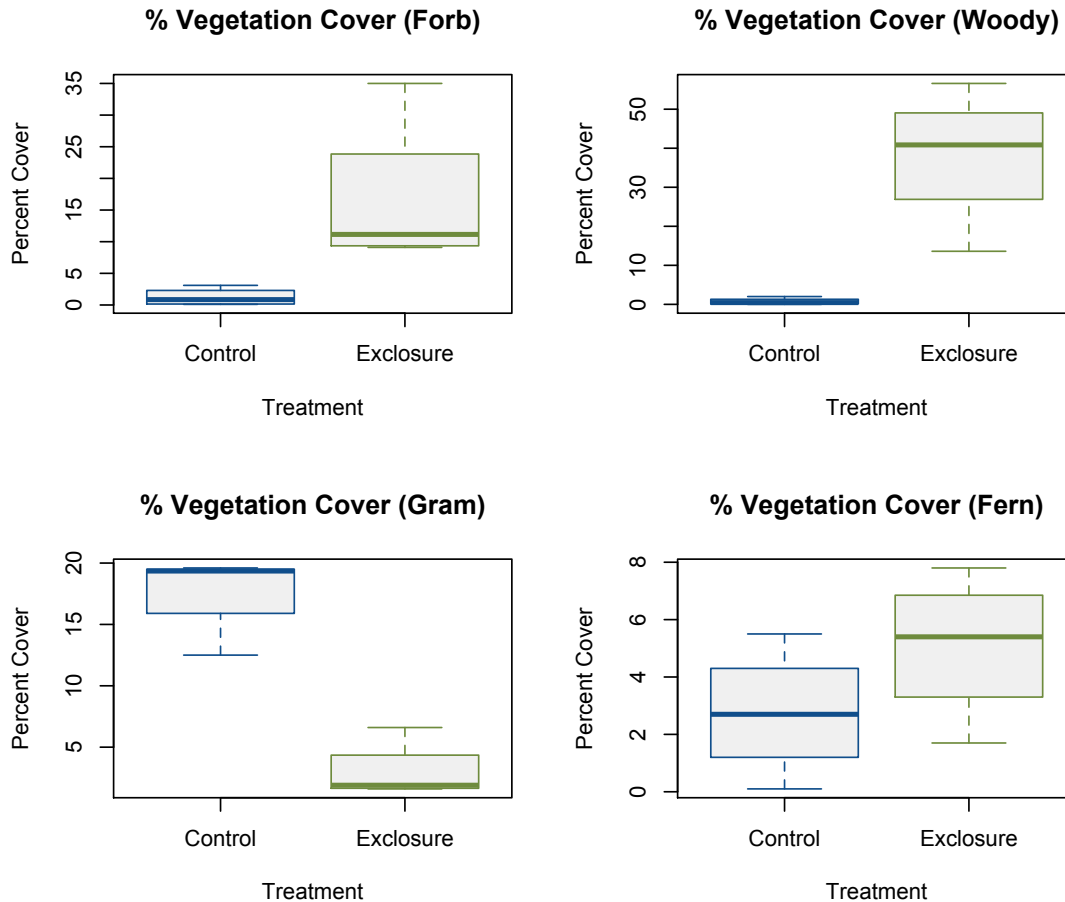 % Vegetation Cover (Forb)
Percent Cover
35
25
15
5
0
Control Exclosure
Treatment
% Vegetation Cover (Woody)
Percent Cover
50
30
10
0
Control Exclosure
Treatment
% Vegetation Cover (Gram)
Percent Cover
20
15
10
5
Control Exclosure
Treatment
% Vegetation Cover (Fern)
Percent Cover
8
6
4
2
0
Control Exclosure
Treatment